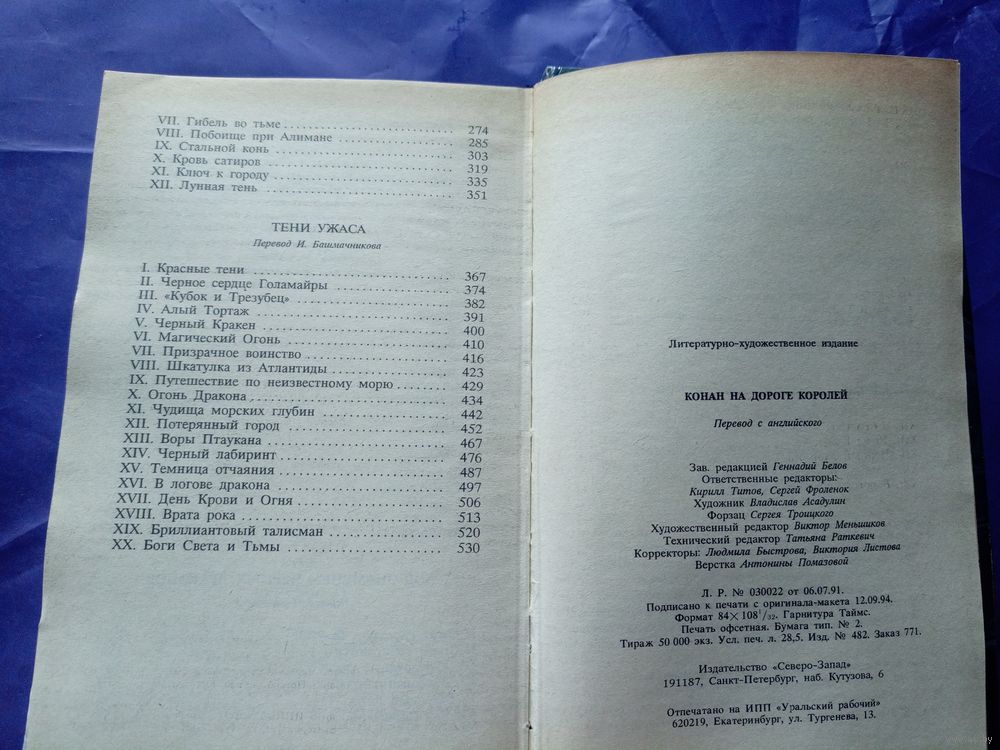 VII. Гибель во тьме 274
VIII. Побоище при Алимане 285
IX. Стальной конь 303
X. Кровь сатиров 319
XI. Ключ к городу 335
XII. Лунная тень 351
ТЕНИ УЖАСА
Перевод И. Башмачникова
I. Красные тени 367
II. Черное сердце Голамайры 374
III. «Кубок и Трезубец» 382
IV. Алый Тортаж 391
V. Черный Кракен 400
VI. Магический Огонь 410
VII. Призрачное воинство 416
VIII. Шкатулка из Атлантиды 423
IX. Путешествие по неизвестному морю 429
X. Огонь Дракона 434
XI. Чудища морских глубин 442
XII. Потерянный город 452
XIII. Воры Птаукана 467
XIV. Черный лабиринт 476
XV. Темница отчаяния 487
XVI. В логове дракона 497
XVII. День Крови и Огня 506
XVIII. Врата рока 513
XIX. Бриллиантовый талисман 520
XX. Боги Света и Тьмы 530
Литературно-художественное издание
КОНАН НА ДОРОГЕ КОРОЛЕЙ
Перевод с английского
Зав. редакцией Геннадий Белов
Ответственные редакторы:
Кирилл Титов, Сергей Фроленок
Художник Владислав Асадулин
Форзац Сергея Троицкого
Художественный редактор Виктор Меньшиков
Технический редактор Татьяна Раткевич
Корректоры: Людмила Быстрова, Виктория Листова
Верстка Антонины Помазовой
Л. Р. № 030022 от 06.07.91.
Подписано к печати с оригинала-макета 12.09.94.
Формат 84×108¹/₃₂. Гарнитура Таймс.
Печать офсетная. Бумага тип. № 2.
Тираж 50 000 экз. Усл. печ. л. 28,5. Изд. № 482. Заказ 771.
Издательство «Северо-Запад»
191187, Санкт-Петербург, наб. Кутузова, 6
Отпечатано на ИПП «Уральский рабочий»
620219, Екатеринбург, ул. Тургенева, 13.